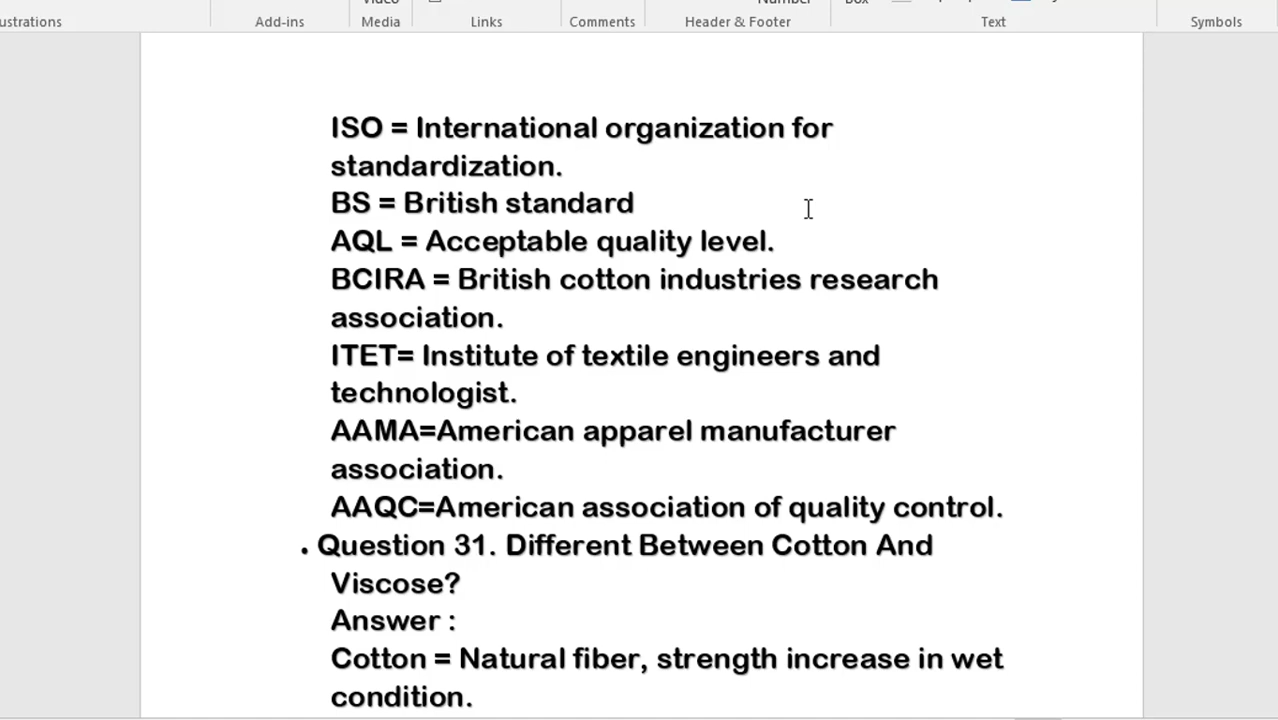 ustrations Add-ins Media Links Comments Header & Footer Text Symbols
ISO = International organization for
standardization.
BS = British standard
AQL = Acceptable quality level.
BCIRA = British cotton industries research
association.
ITET= Institute of textile engineers and
technologist.
AAMA=American apparel manufacturer
association.
AAQC=American association of quality control.
• Question 31. Different Between Cotton And
Viscose?
Answer :
Cotton = Natural fiber, strength increase in wet
condition.